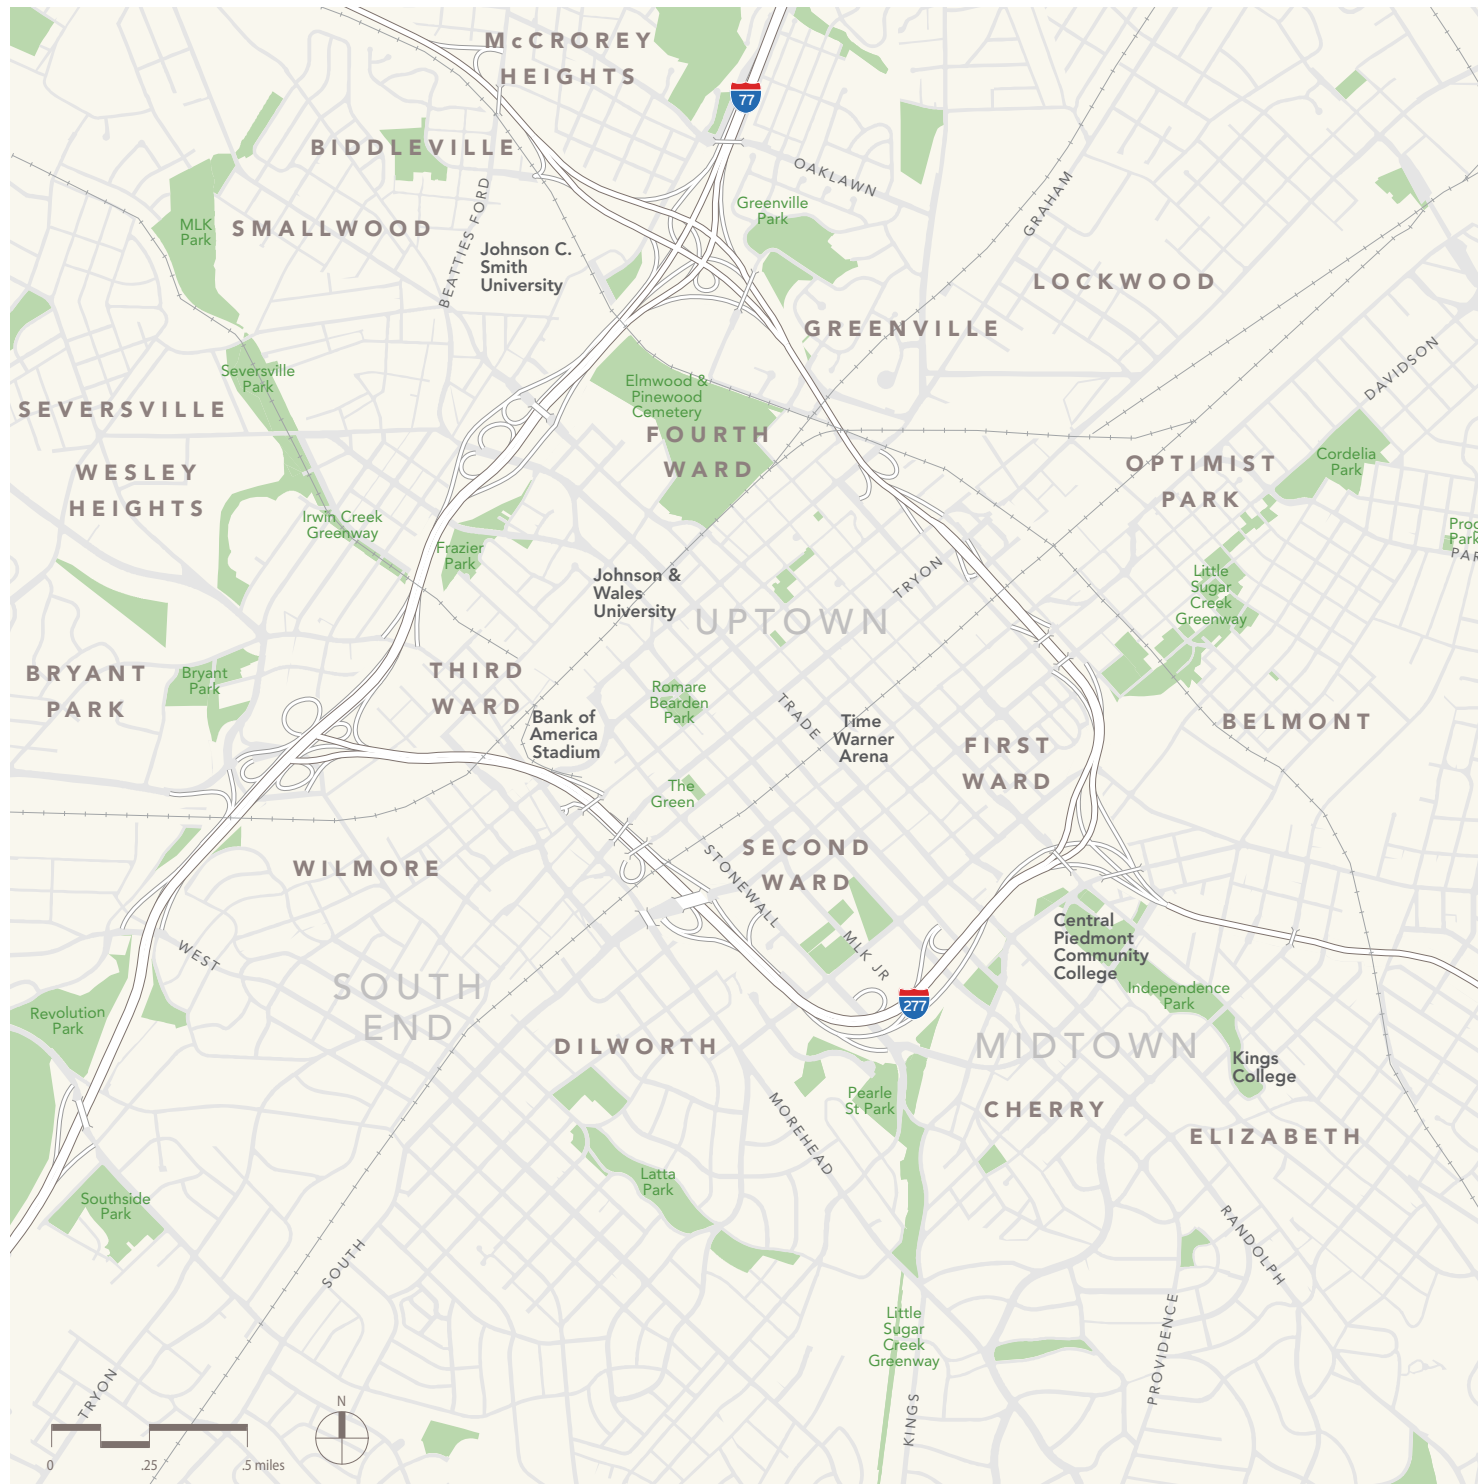 McCROREY
HEIGHTS
77
BIDDLEVILLE
OAKLAWN
GRAHAM
MLK
Park
SMALLWOOD
BEATTIES FORD
Greenville
Park
Johnson C.
Smith
University
LOCKWOOD
GREENVILLE
DAVIDSON
Seversville
Park
Elmwood &
Pinewood
Cemetery
SEVERSVILLE
FOURTH
WARD
WESLEY
HEIGHTS
OPTIMIST
PARK
Cordelia
Park
Irwin Creek
Greenway
Frazier
Park
Proc
Park
PAR
Johnson &
Wales
University
TRYON
Little
Sugar
Creek
Greenway
UPTOWN
BRYANT
PARK
Bryant
Park
THIRD
WARD
Romare
Bearden
Park
TRADE
Bank of
America
Stadium
Time
Warner
Arena
FIRST
WARD
BELMONT
The
Green
WILMORE
STONEWALL
SECOND
WARD
WEST
MLK JR
Central
Piedmont
Community
College
SOUTH
END
Independence
Park
277
Revolution
Park
DILWORTH
MIDTOWN
Kings
College
Pearle
St Park
CHERRY
MOREHEAD
ELIZABETH
Latta
Park
Southside
Park
SOUTH
RANDOLPH
Little
Sugar
Creek
Greenway
PROVIDENCE
TRYON
KINGS
N
0 .25 .5 miles